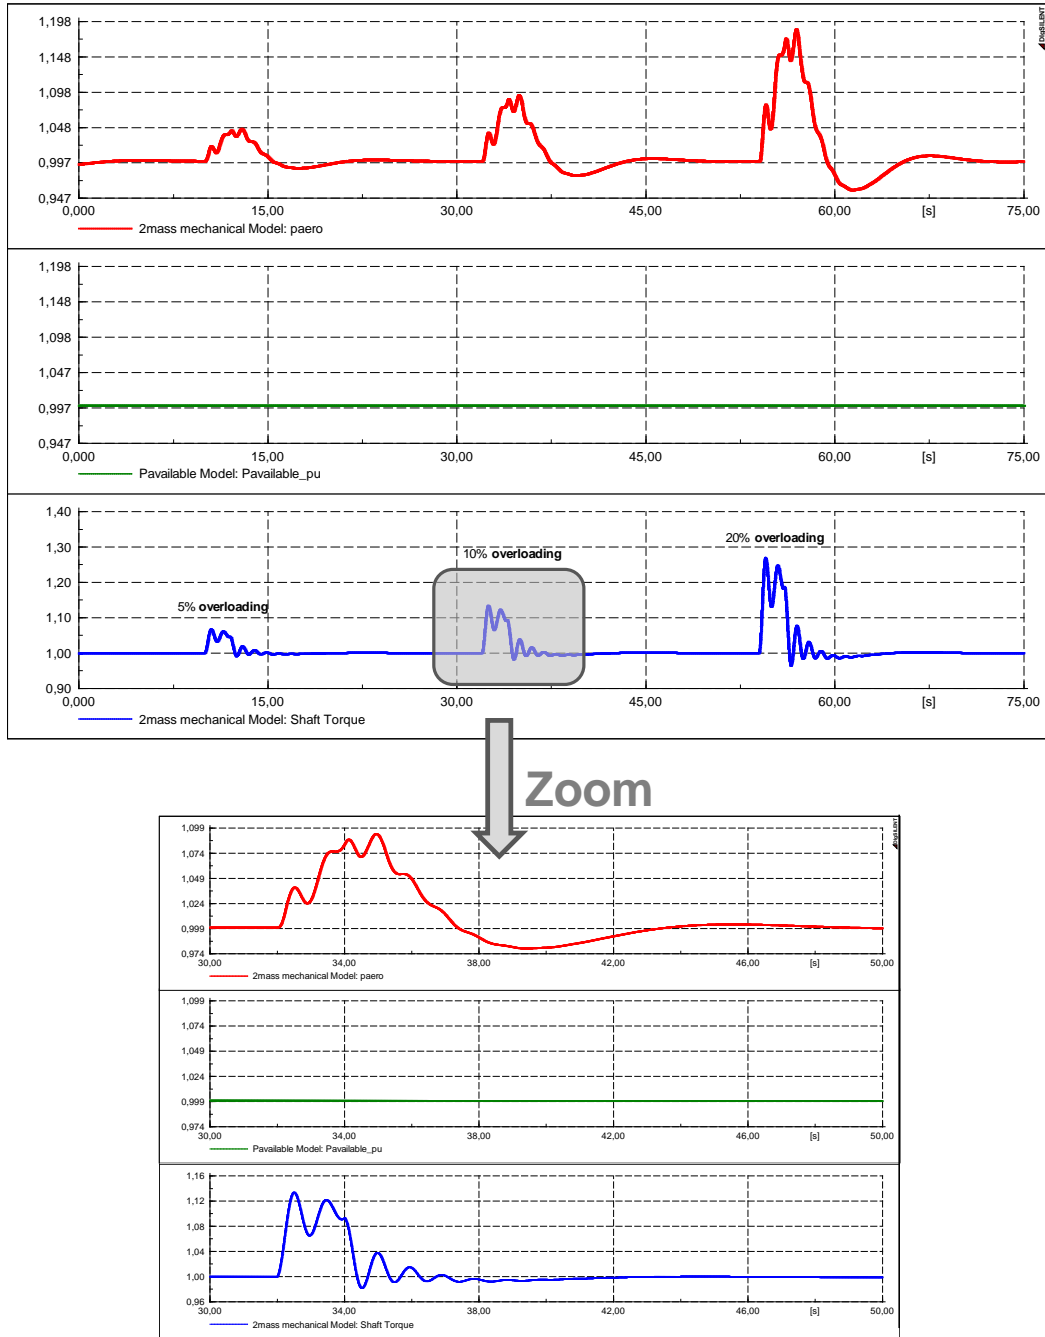 1,198
1,148
1,098
1,048
0,997
0,947
0,000 15,00 30,00 45,00 60,00 [s] 75,00
2mass mechanical Model: paero
DIgSILENT
1,198
1,148
1,098
1,047
0,997
0,947
0,000 15,00 30,00 45,00 60,00 [s] 75,00
Pavailable Model: Pavailable_pu
1,40
1,30
1,20
1,10
1,00
0,90
5% overloading
10% overloading
20% overloading
0,000 15,00 30,00 45,00 60,00 [s] 75,00
2mass mechanical Model: Shaft Torque
Zoom
1,099
1,074
1,049
1,024
0,999
0,974
30,00 34,00 38,00 42,00 46,00 [s] 50,00
2mass mechanical Model: paero
DIgSILENT
1,099
1,074
1,049
1,024
0,999
0,974
30,00 34,00 38,00 42,00 46,00 [s] 50,00
Pavailable Model: Pavailable_pu
1,16
1,12
1,08
1,04
1,00
0,96
30,00 34,00 38,00 42,00 46,00 [s] 50,00
2mass mechanical Model: Shaft Torque